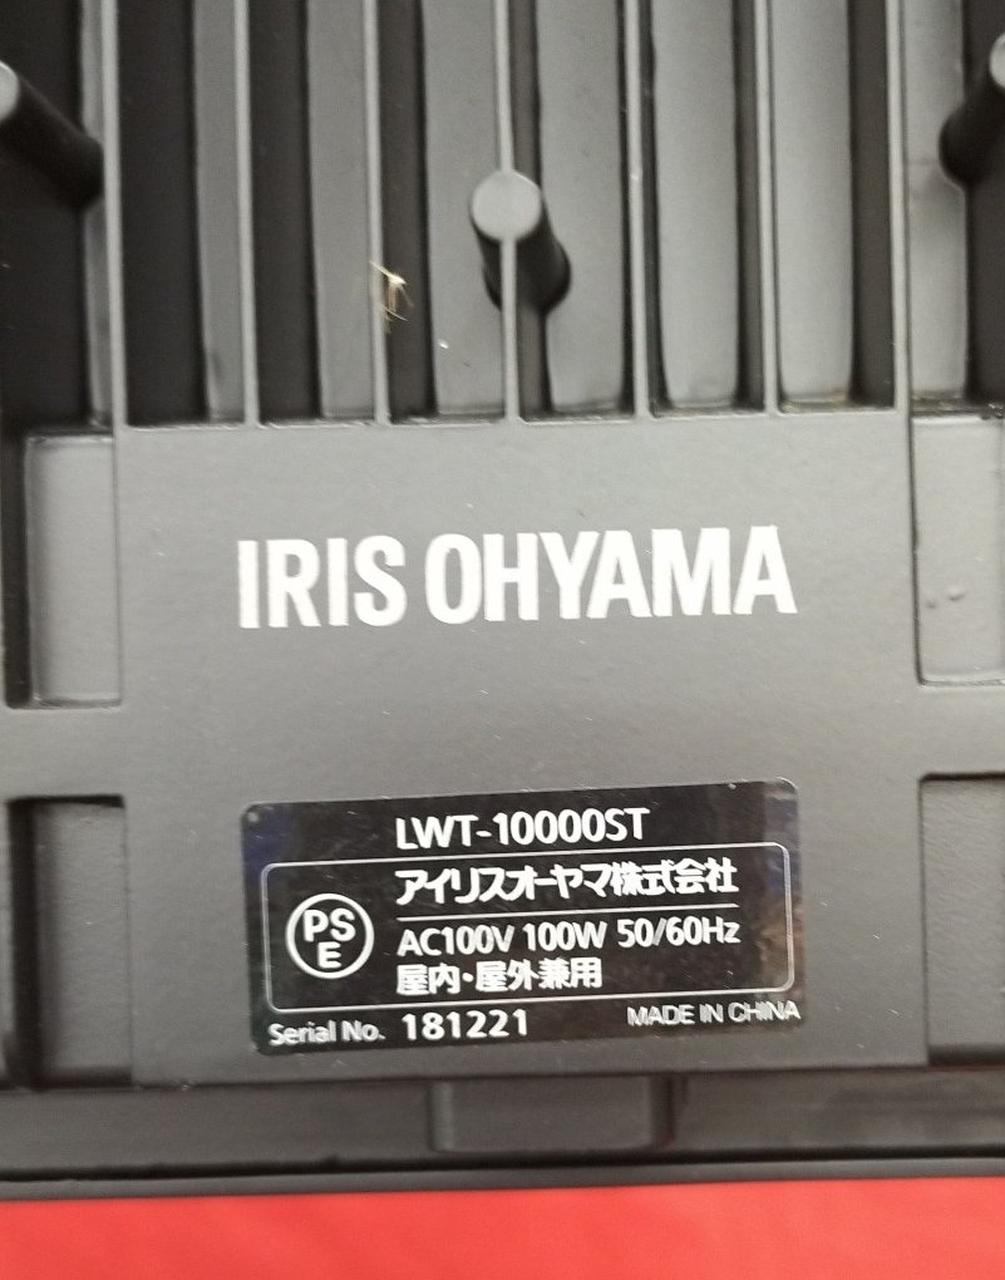 IRIS OHYAMA
LWT-10000ST
アイリスオーヤマ株式会社
PS
E
AC100V 100W 50/60Hz
屋内・屋外兼用
Serial No. 181221
MADE IN CHINA